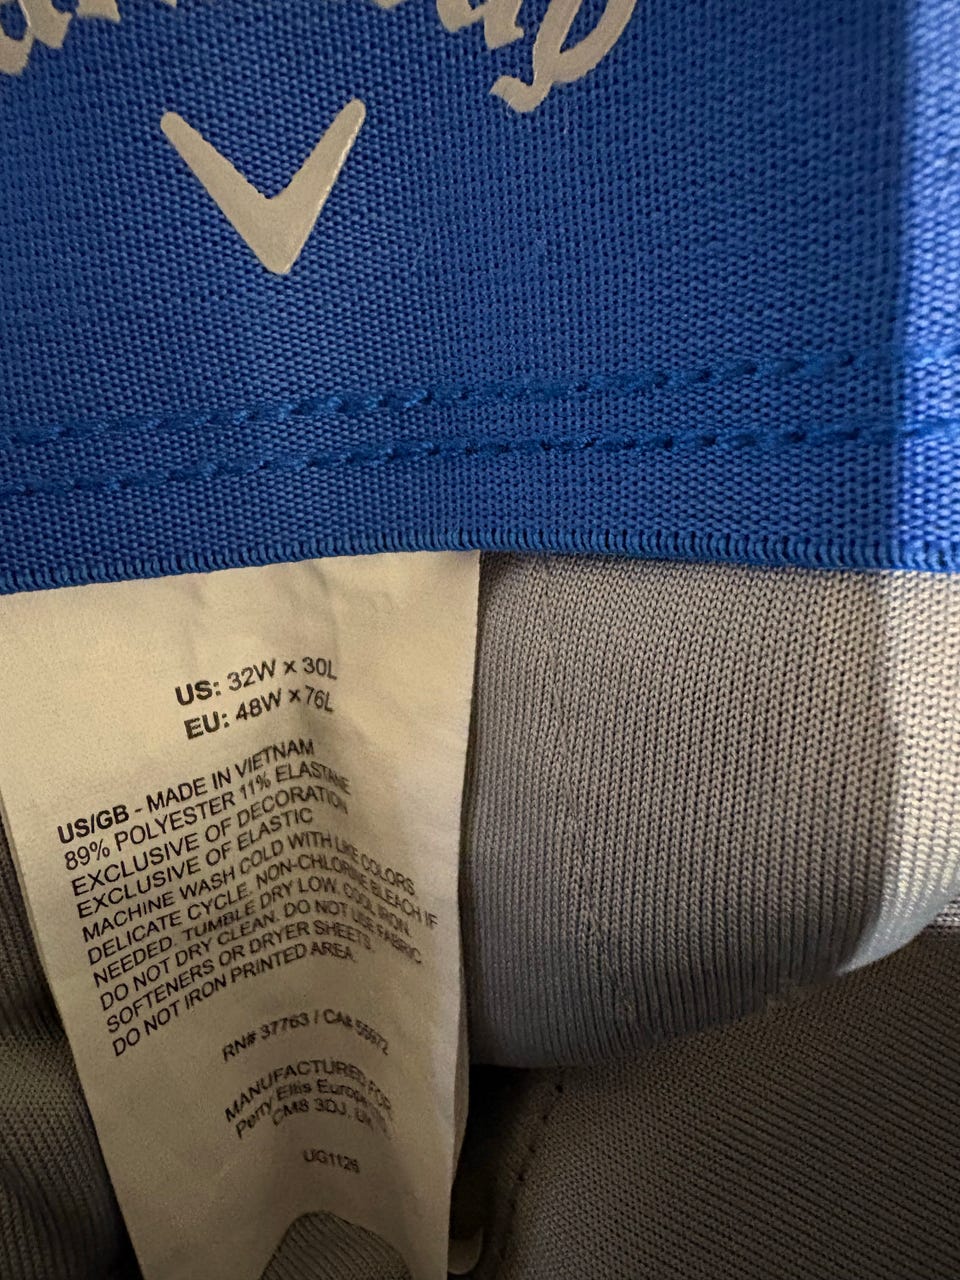 US: 32W x 30L
EU: 48W x 76L
US/GB - MADE IN VIETNAM
89% POLYESTER 11% ELASTANE
EXCLUSIVE OF DECORATION
EXCLUSIVE OF ELASTIC
MACHINE WASH COLD WITH LIKE COLORS
DELICATE CYCLE. NON-CHLORINE BLEACH IF
NEEDED. TUMBLE DRY LOW. COOL IRON.
DO NOT DRY CLEAN. DO NOT USE FABRIC
SOFTENERS OR DRYER SHEETS.
DO NOT IRON PRINTED AREA.
RN# 37763 / CA# 55972
MANUFACTURED FOR:
Perry Ellis Europe
CM8 3DJ, UK
UG1126